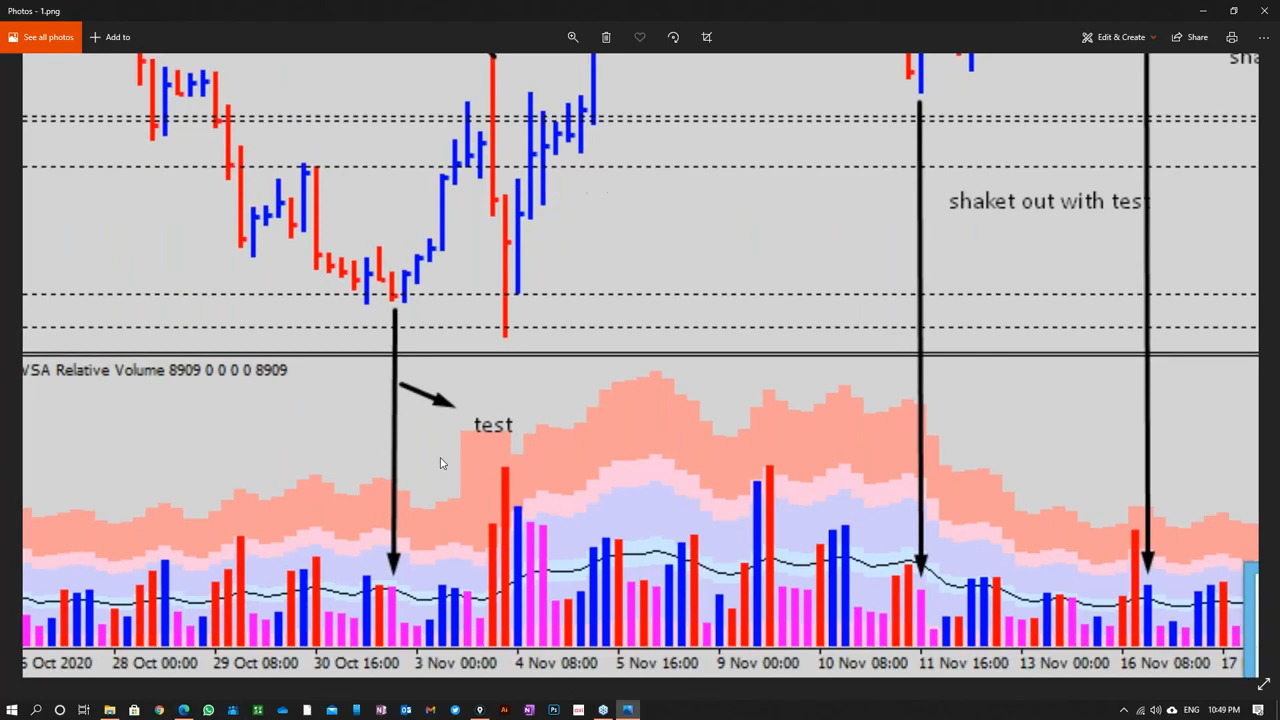 Photos - 1.png
See all photos
Add to
Edit & Create
Share
sha
shaket out with test
VSA Relative Volume 8909 0 0 0 0 8909
test
5 Oct 2020
28 Oct 00:00
29 Oct 08:00
30 Oct 16:00
3 Nov 00:00
4 Nov 08:00
5 Nov 16:00
9 Nov 00:00
10 Nov 08:00
11 Nov 16:00
13 Nov 00:00
16 Nov 08:00
17
ENG
10:49 PM